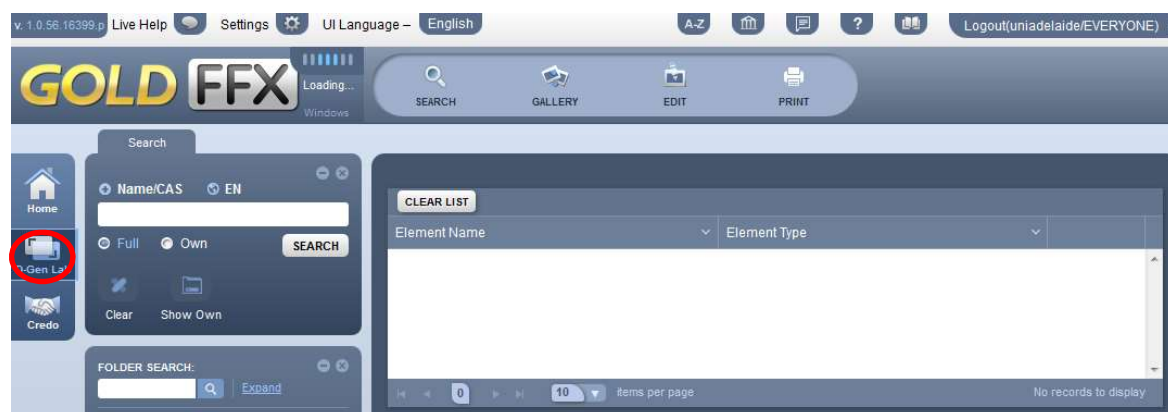 v. 1.0.56.16399.p Live Help Settings UI Language – English A-Z ? Logout(uniadelaide/EVERYONE)
GOLD FFX
Loading...
Windows
SEARCH GALLERY EDIT PRINT
Search
Home
Name/CAS EN
Full Own SEARCH
Clear Show Own
Credo
FOLDER SEARCH:
Expand
CLEAR LIST
Element Name Element Type
0 10 items per page No records to display